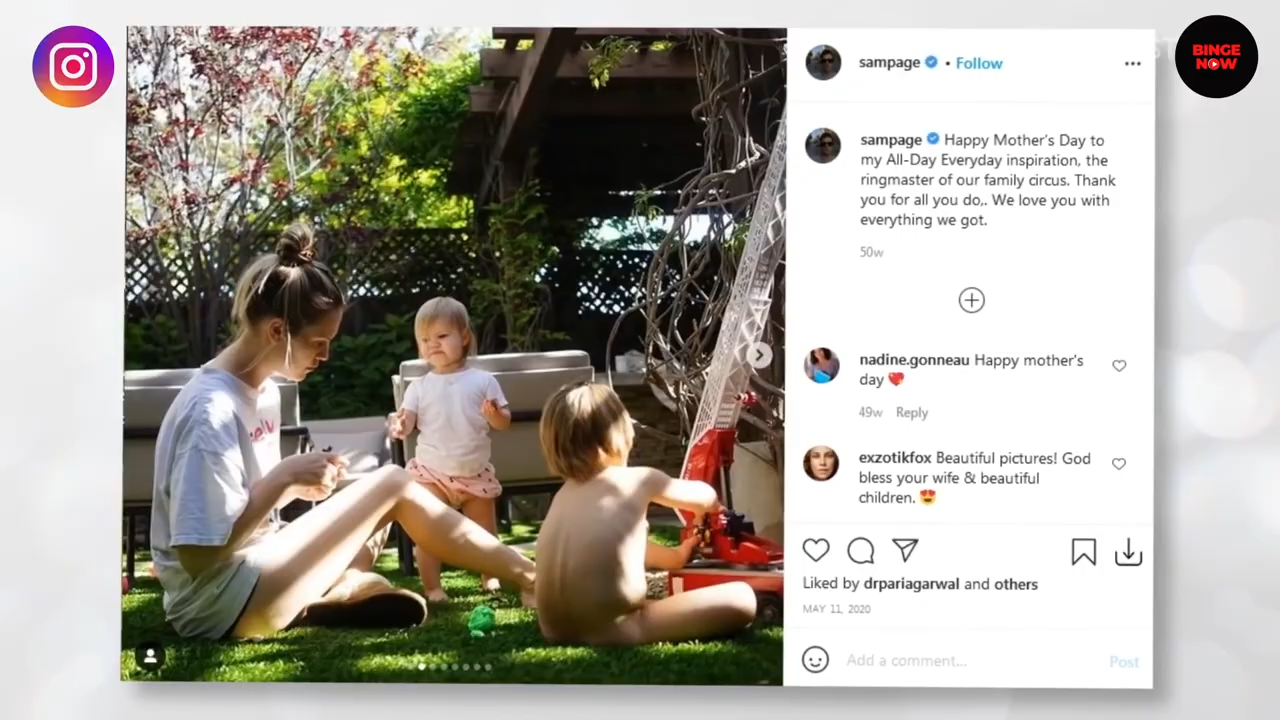 BINGE
NOW
sampage • Follow
sampage Happy Mother's Day to
my All-Day Everyday inspiration, the
ringmaster of our family circus. Thank
you for all you do,. We love you with
everything we got.
50w
nadine.gonneau Happy mother's
day
49w Reply
exzotikfox Beautiful pictures! God
bless your wife & beautiful
children.
Liked by drpariagarwal and others
MAY 11, 2020
Add a comment... Post